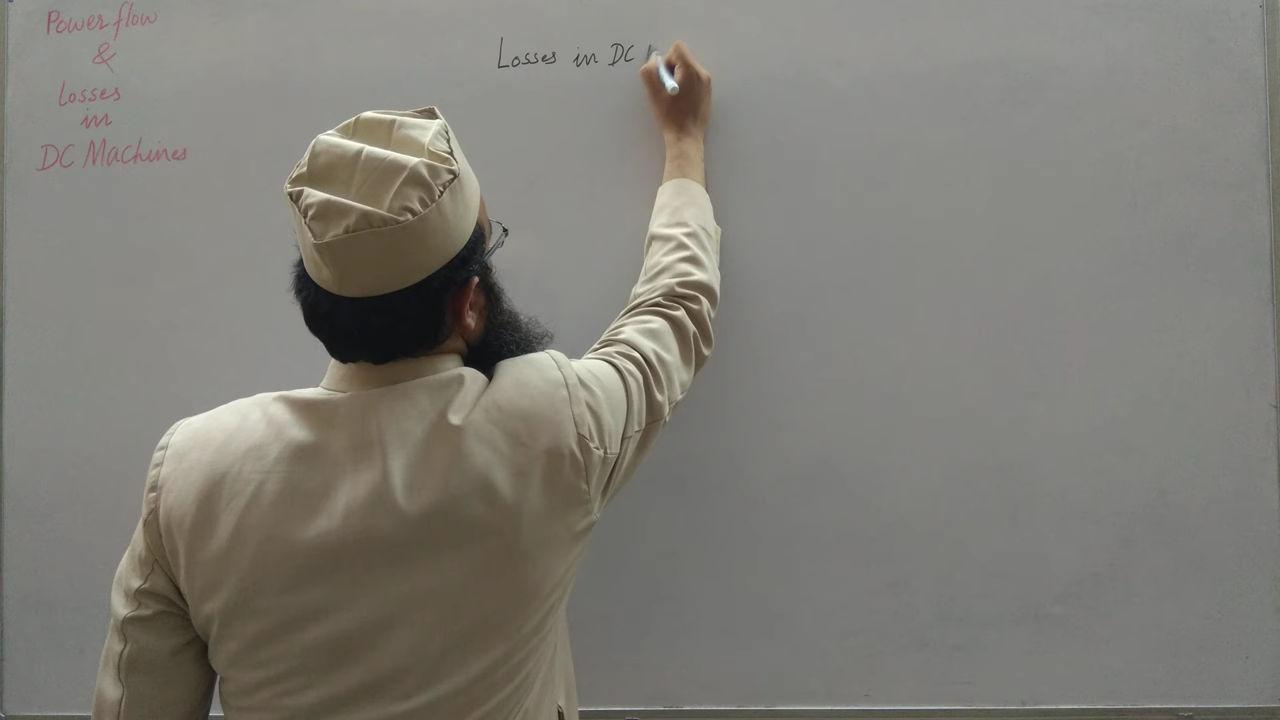 Power flow
&
Losses
in
DC Machines
Losses in DC